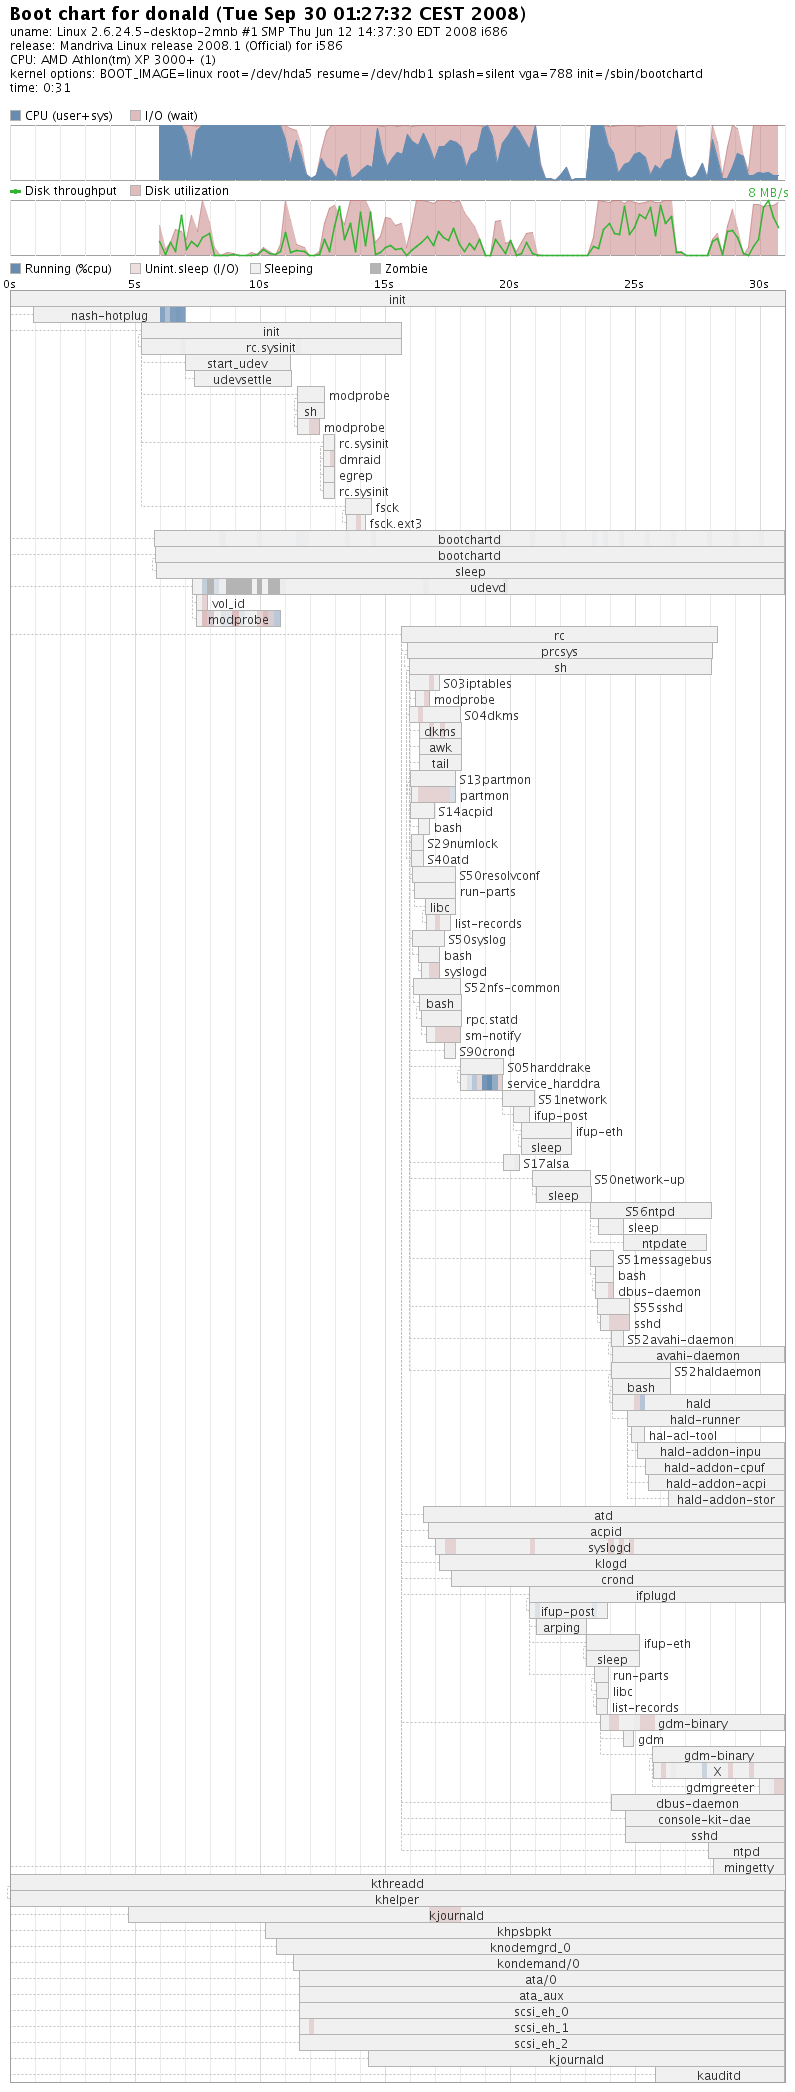 Boot chart for donald (Tue Sep 30 01:27:32 CEST 2008)
uname: Linux 2.6.24.5-desktop-2mnb #1 SMP Thu Jun 12 14:37:30 EDT 2008 i686
release: Mandriva Linux release 2008.1 (Official) for i586
CPU: AMD Athlon(tm) XP 3000+ (1)
kernel options: BOOT_IMAGE=linux root=/dev/hda5 resume=/dev/hdb1 splash=silent vga=788 init=/sbin/bootchartd
time: 0:31
CPU (user+sys) I/O (wait)
Disk throughput Disk utilization 8 MB/s
Running (%cpu) Unint.sleep (I/O) Sleeping Zombie
0s 5s 10s 15s 20s 25s 30s
init
nash-hotplug
init
rc.sysinit
start_udev
udevsettle
modprobe
sh
modprobe
rc.sysinit
dmraid
egrep
rc.sysinit
fsck
fsck.ext3
bootchartd
bootchartd
sleep
udevd
vol_id
modprobe
rc
prcsys
sh
S03iptables
modprobe
S04dkms
dkms
awk
tail
S13partmon
partmon
S14acpid
bash
S29numlock
S40atd
S50resolvconf
run-parts
libc
list-records
S50syslog
bash
syslogd
S52nfs-common
bash
rpc.statd
sm-notify
S90crond
S05harddrake
service_harddra
S51network
ifup-post
ifup-eth
sleep
S17alsa
S50network-up
sleep
S56ntpd
sleep
ntpdate
S51messagebus
bash
dbus-daemon
S55sshd
sshd
S52avahi-daemon
avahi-daemon
S52haldaemon
bash
hald
hald-runner
hal-acl-tool
hald-addon-inpu
hald-addon-cpuf
hald-addon-acpi
hald-addon-stor
atd
acpid
syslogd
klogd
crond
ifplugd
ifup-post
arping
ifup-eth
sleep
run-parts
libc
list-records
gdm-binary
gdm
gdm-binary
X
gdmgreeter
dbus-daemon
console-kit-dae
sshd
ntpd
mingetty
kthreadd
khelper
kjournald
khpsbpkt
knodemgrd_0
kondemand/0
ata/0
ata_aux
scsi_eh_0
scsi_eh_1
scsi_eh_2
kjournald
kauditd